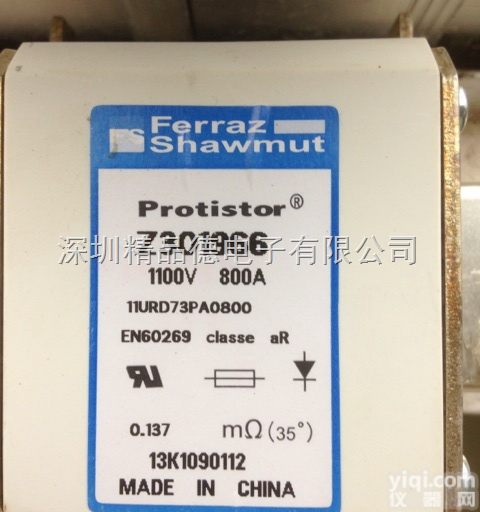 FS Ferraz
Shawmut
Protistor®
深圳精品德电子有限公司
1100V 800A
11URD73PA0800
EN60269 classe aR
0.137 mΩ (35°)
13K1090112
MADE IN CHINA
yiqi.com
仪器网